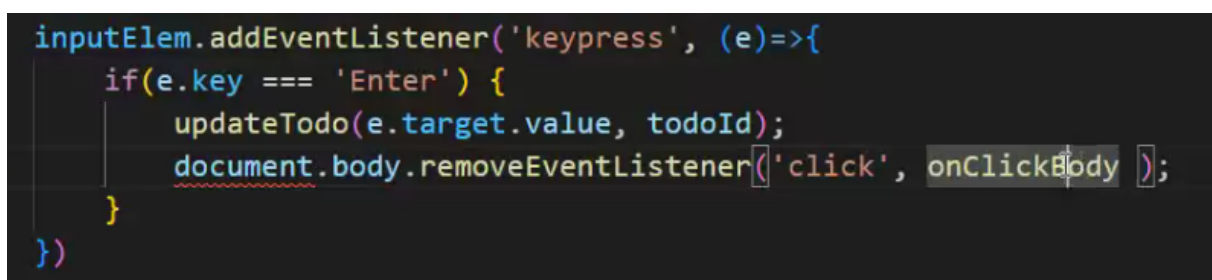 inputElem.addEventListener('keypress', (e)=>{
if(e.key === 'Enter') {
updateTodo(e.target.value, todoId);
document.body.removeEventListener('click', onClickBody );
}
})